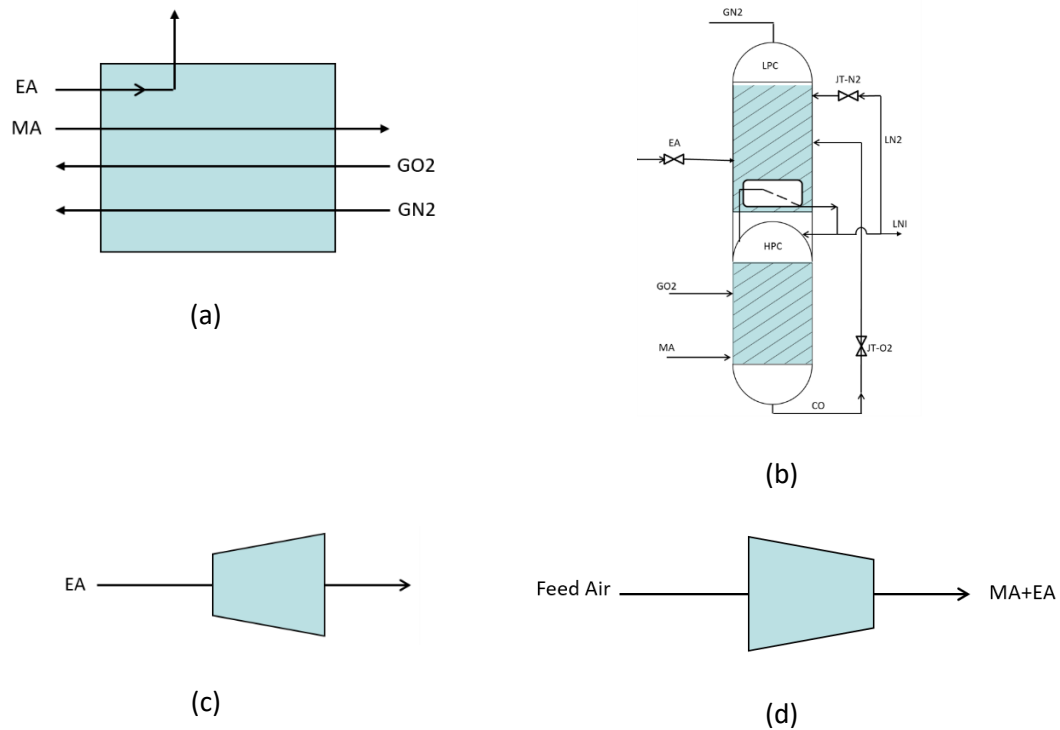 EA
MA
GO2
GN2
(a)
GN2
LPC
JT-N2
EA
LN2
LNI
HPC
GO2
MA
JT-O2
CO
(b)
EA
(c)
Feed Air
MA+EA
(d)